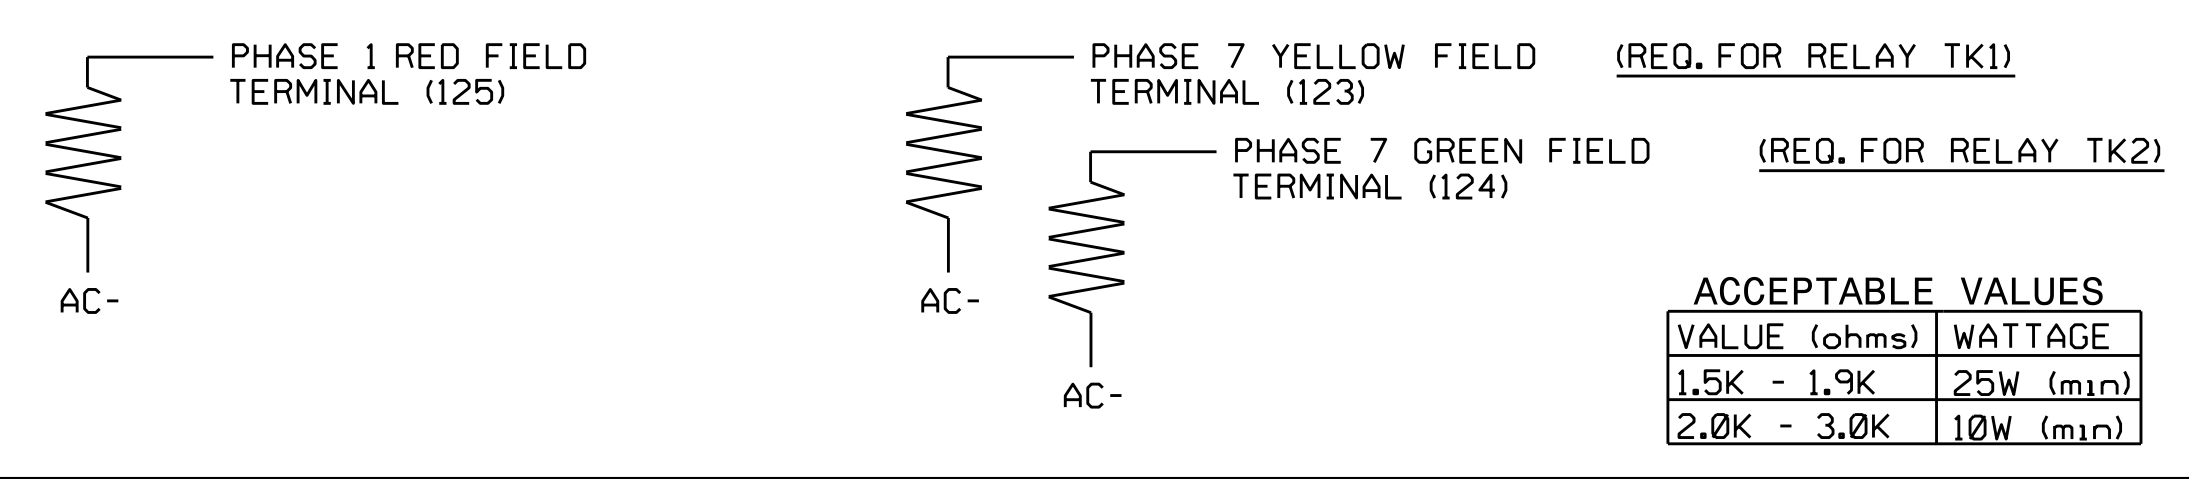 PHASE 1 RED FIELD
TERMINAL (125)
AC-
PHASE 7 YELLOW FIELD (REQ. FOR RELAY TK1)
TERMINAL (123)
AC-
PHASE 7 GREEN FIELD (REQ. FOR RELAY TK2)
TERMINAL (124)
AC-
ACCEPTABLE VALUES
VALUE (ohms) WATTAGE
1.5K - 1.9K 25W (min)
2.0K - 3.0K 10W (min)